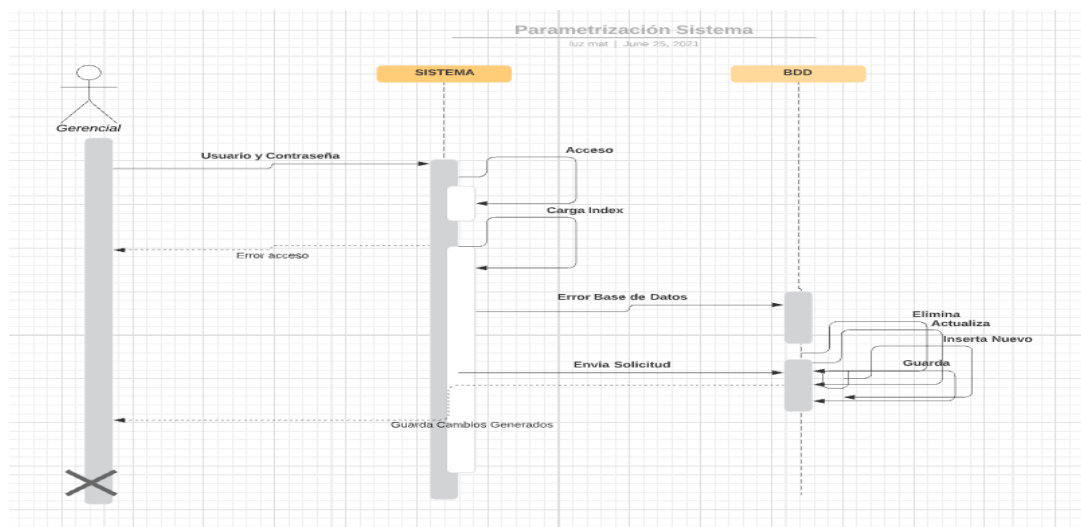 Parametrización Sistema
luz mat | June 25, 2021
SISTEMA
BDD
Gerencial
Usuario y Contraseña
Acceso
Carga Index
Error acceso
Error Base de Datos
Elimina
Actualiza
Inserta Nuevo
Guarda
Envia Solicitud
Guarda Cambios Generados